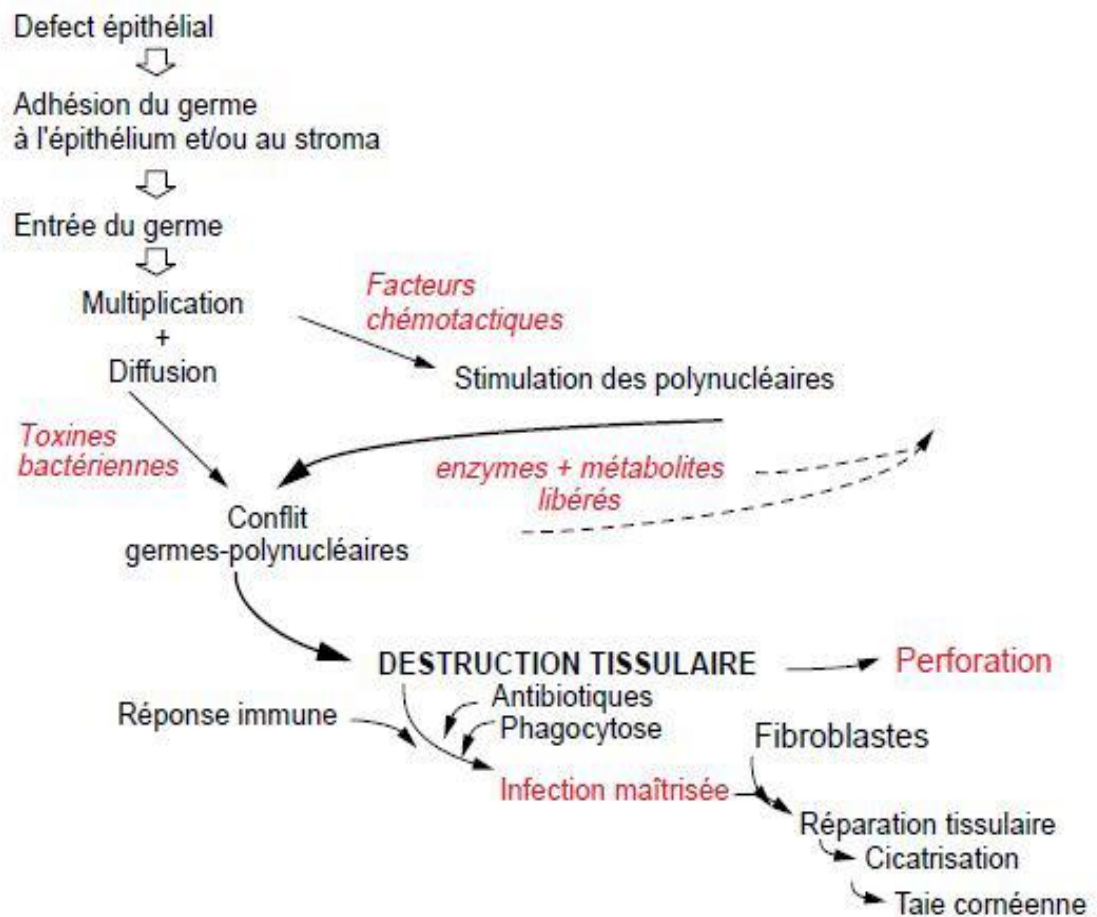 Defect épithélial
Adhésion du germe
à l'épithélium et/ou au stroma
Entrée du germe
Multiplication
+
Diffusion
Facteurs
chémotactiques
Stimulation des polynucléaires
Toxines
bactériennes
enzymes + métabolites
libérés
Conflit
germes-polynucléaires
DESTRUCTION TISSULAIRE
Perforation
Antibiotiques
Réponse immune
Phagocytose
Fibroblastes
Infection maîtrisée
Réparation tissulaire
Cicatrisation
Taie cornéenne